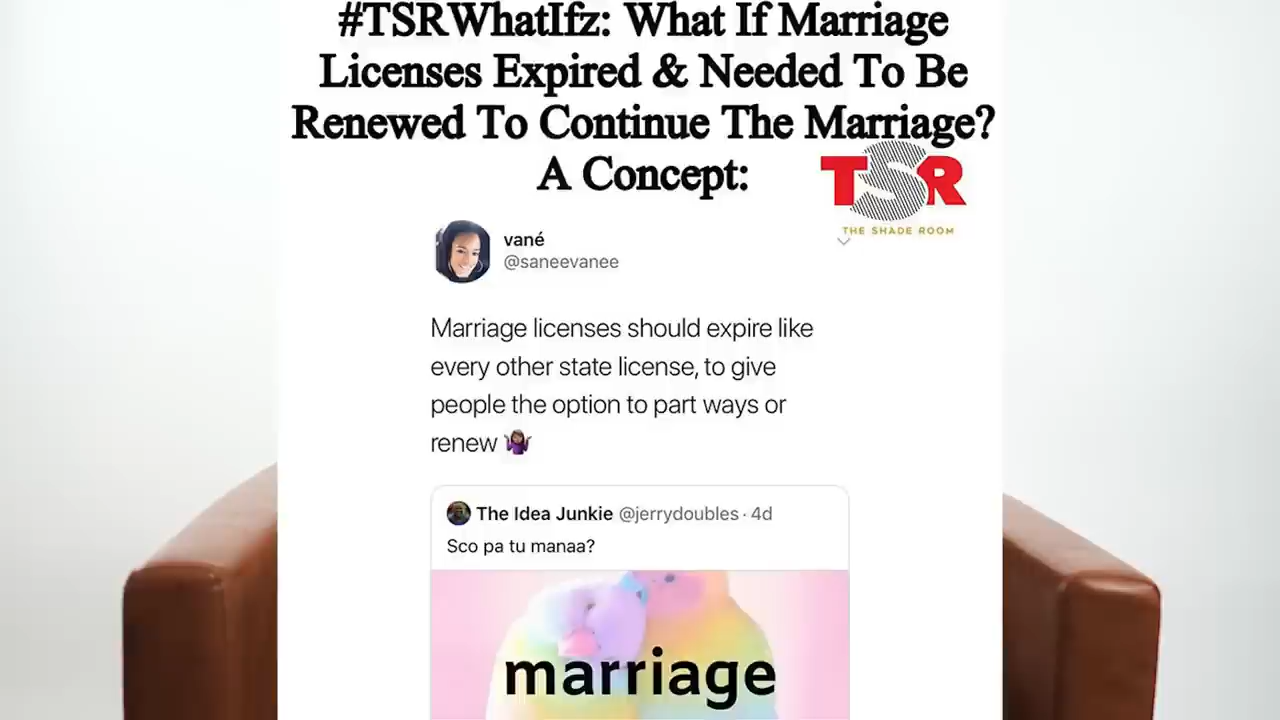 #TSRWhatIfz: What If Marriage
Licenses Expired & Needed To Be
Renewed To Continue The Marriage?
A Concept:
TSR
THE SHADE ROOM
vané
@saneevanee
Marriage licenses should expire like
every other state license, to give
people the option to part ways or
renew 🤷🏾‍♀️
The Idea Junkie @jerrydoubles · 4d
Sco pa tu manaa?
marriage